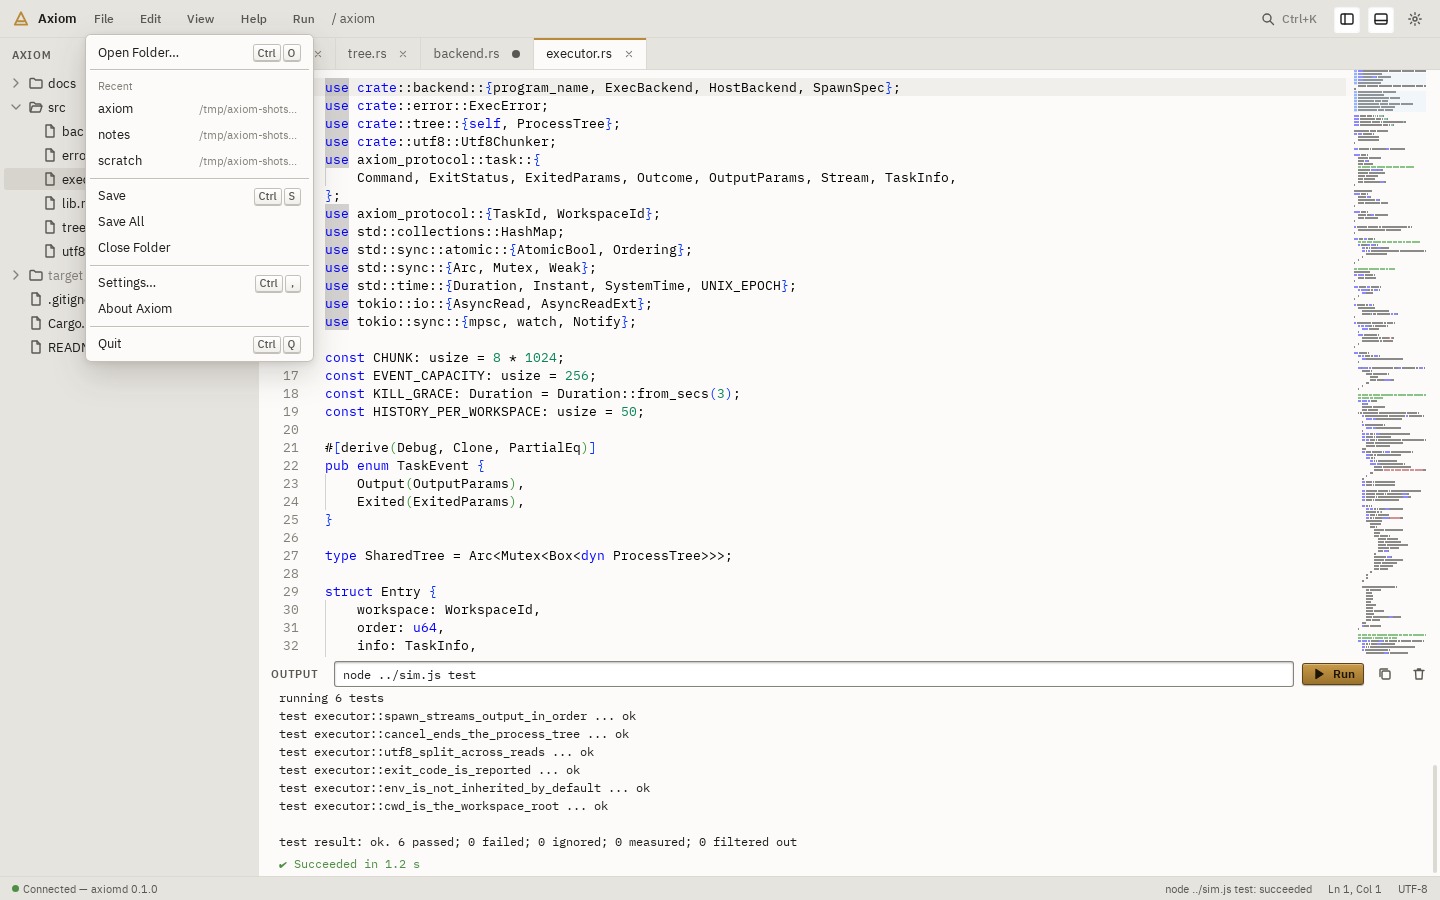 Axiom File Edit View Help Run / axiom Ctrl+K
AXIOM
tree.rs
backend.rs
executor.rs
Open Folder... Ctrl O
Recent
axiom /tmp/axiom-shots...
notes /tmp/axiom-shots...
scratch /tmp/axiom-shots...
Save Ctrl S
Save All
Close Folder
Settings... Ctrl ,
About Axiom
Quit Ctrl Q
docs
src
bac
erro
exec
lib.r
tree
utf8
target
.gitign
Cargo.
READM
use crate::backend::{program_name, ExecBackend, HostBackend, SpawnSpec};
use crate::error::ExecError;
use crate::tree::{self, ProcessTree};
use crate::utf8::Utf8Chunker;
use axiom_protocol::task::{
Command, ExitStatus, ExitedParams, Outcome, OutputParams, Stream, TaskInfo,
};
use axiom_protocol::{TaskId, WorkspaceId};
use std::collections::HashMap;
use std::sync::atomic::{AtomicBool, Ordering};
use std::sync::{Arc, Mutex, Weak};
use std::time::{Duration, Instant, SystemTime, UNIX_EPOCH};
use tokio::io::{AsyncRead, AsyncReadExt};
use tokio::sync::{mpsc, watch, Notify};
const CHUNK: usize = 8 * 1024;
17 const EVENT_CAPACITY: usize = 256;
18 const KILL_GRACE: Duration = Duration::from_secs(3);
19 const HISTORY_PER_WORKSPACE: usize = 50;
20
21 #[derive(Debug, Clone, PartialEq)]
22 pub enum TaskEvent {
23 Output(OutputParams),
24 Exited(ExitedParams),
25 }
26
27 type SharedTree = Arc<Mutex<Box<dyn ProcessTree>>>;
28
29 struct Entry {
30 workspace: WorkspaceId,
31 order: u64,
32 info: TaskInfo,
OUTPUT node ../sim.js test Run
running 6 tests
test executor::spawn_streams_output_in_order ... ok
test executor::cancel_ends_the_process_tree ... ok
test executor::utf8_split_across_reads ... ok
test executor::exit_code_is_reported ... ok
test executor::env_is_not_inherited_by_default ... ok
test executor::cwd_is_the_workspace_root ... ok
test result: ok. 6 passed; 0 failed; 0 ignored; 0 measured; 0 filtered out
✔ Succeeded in 1.2 s
Connected — axiomd 0.1.0 node ../sim.js test: succeeded Ln 1, Col 1 UTF-8